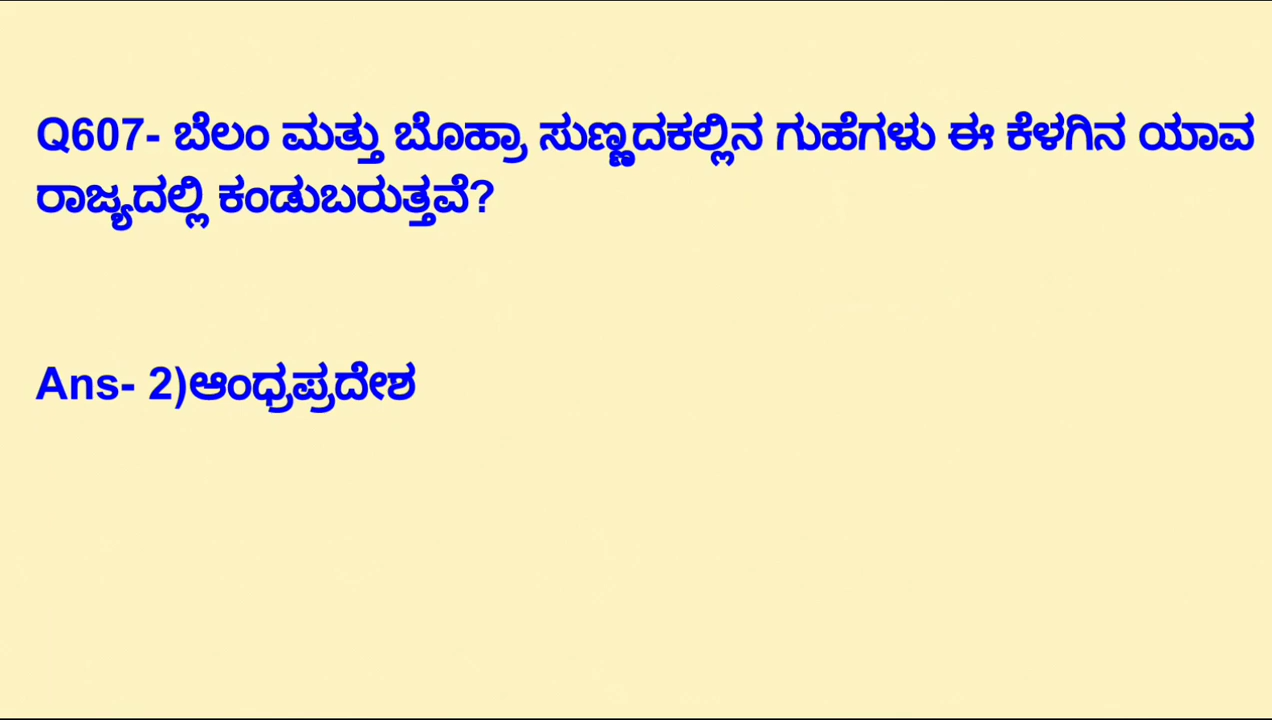 Q607- ಬೆಲಂ ಮತ್ತು ಬೊಹ್ರಾ ಸುಣ್ಣದಕಲ್ಲಿನ ಗುಹೆಗಳು ಈ ಕೆಳಗಿನ ಯಾವ
ರಾಜ್ಯದಲ್ಲಿ ಕಂಡುಬರುತ್ತವೆ?
Ans- 2)ಆಂಧ್ರಪ್ರದೇಶ